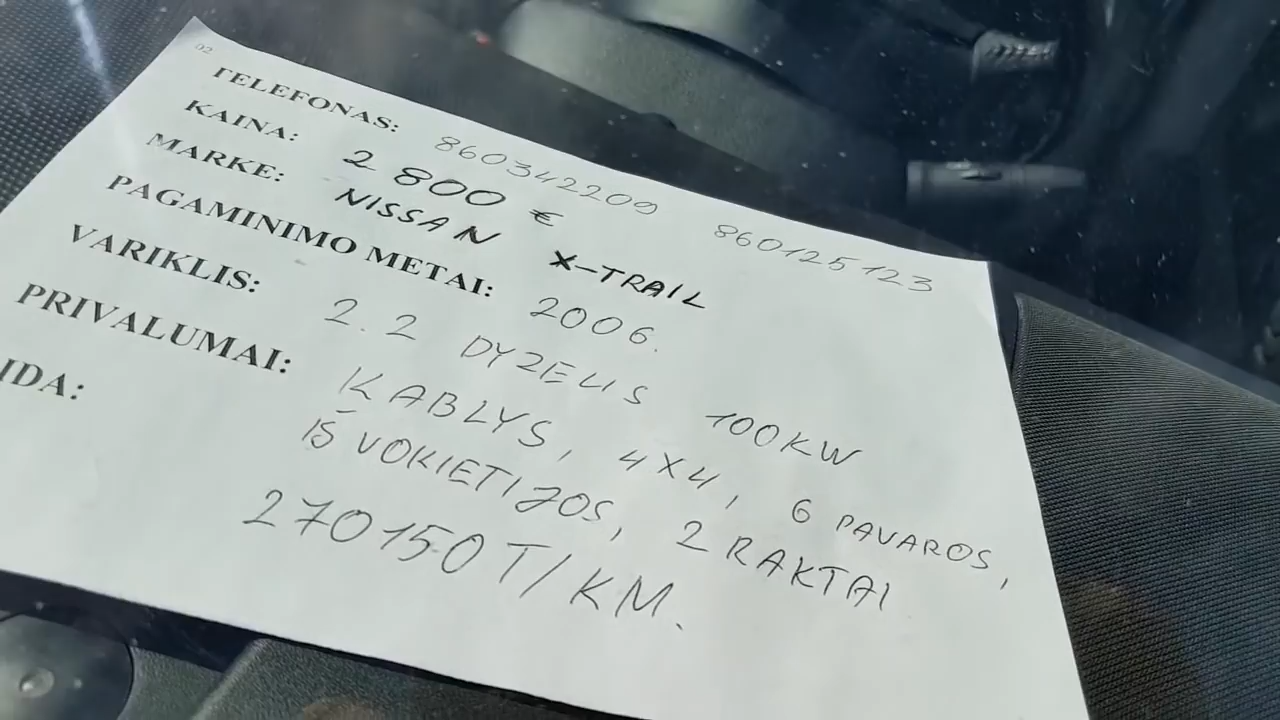 02
TELEFONAS: 860342209 860125123
KAINA: 2 800 €
MARKE: NISSAN X-TRAIL
PAGAMINIMO METAI: 2006.
VARIKLIS: 2.2 DYZELIS 100KW
PRIVALUMAI: KABLYS, 4X4, 6 PAVAROS,
IŠ VOKIETIJOS, 2 RAKTAI
IDA: 270150 T/KM.